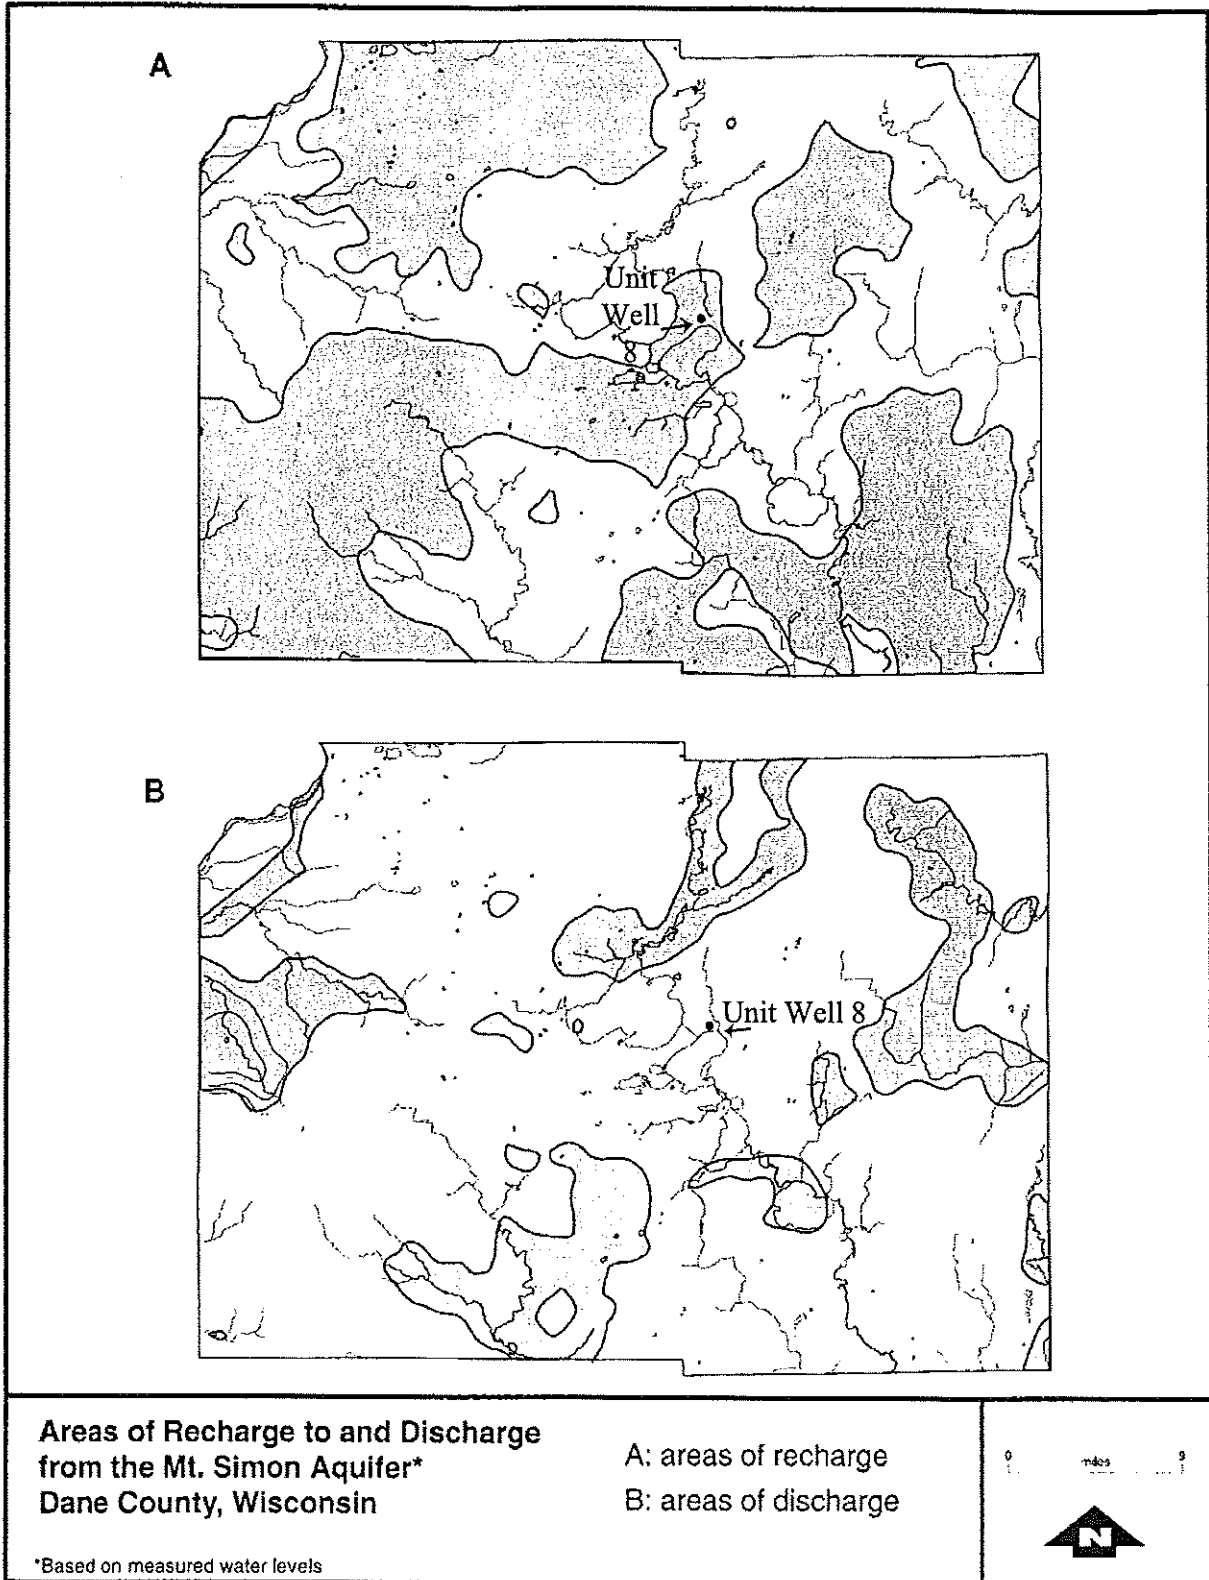 A
Unit
Well
8
B
Unit Well 8
Areas of Recharge to and Discharge
from the Mt. Simon Aquifer*
Dane County, Wisconsin
*Based on measured water levels
A: areas of recharge
B: areas of discharge
0 miles 9
N